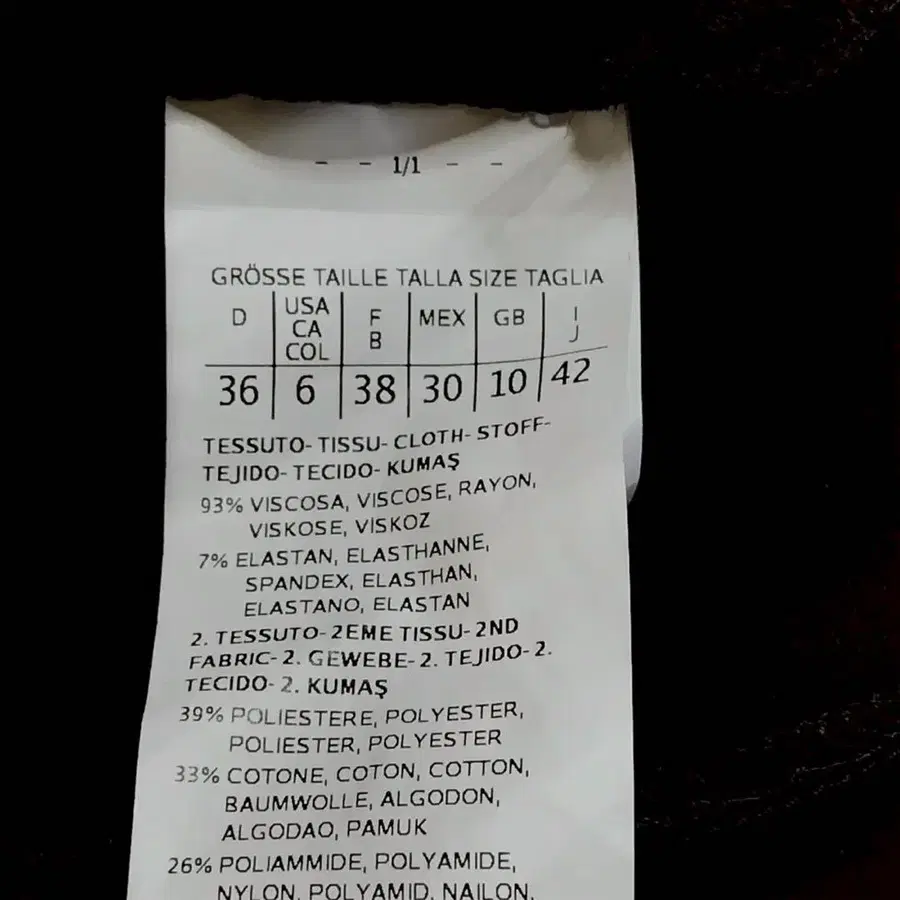 - - 1/1 - -
GRÖSSE TAILLE TALLA SIZE TAGLIA
D USA CA COL F B MEX GB I J
36 6 38 30 10 42
TESSUTO- TISSU- CLOTH- STOFF-
TEJIDO- TECIDO- KUMAŞ
93% VISCOSA, VISCOSE, RAYON,
VISKOSE, VISKOZ
7% ELASTAN, ELASTHANNE,
SPANDEX, ELASTHAN,
ELASTANO, ELASTAN
2. TESSUTO- 2EME TISSU- 2ND
FABRIC- 2. GEWEBE- 2. TEJIDO- 2.
TECIDO- 2. KUMAŞ
39% POLIESTERE, POLYESTER,
POLIESTER, POLYESTER
33% COTONE, COTON, COTTON,
BAUMWOLLE, ALGODON,
ALGODAO, PAMUK
26% POLIAMMIDE, POLYAMIDE,
NYLON, POLYAMID, NAILON,